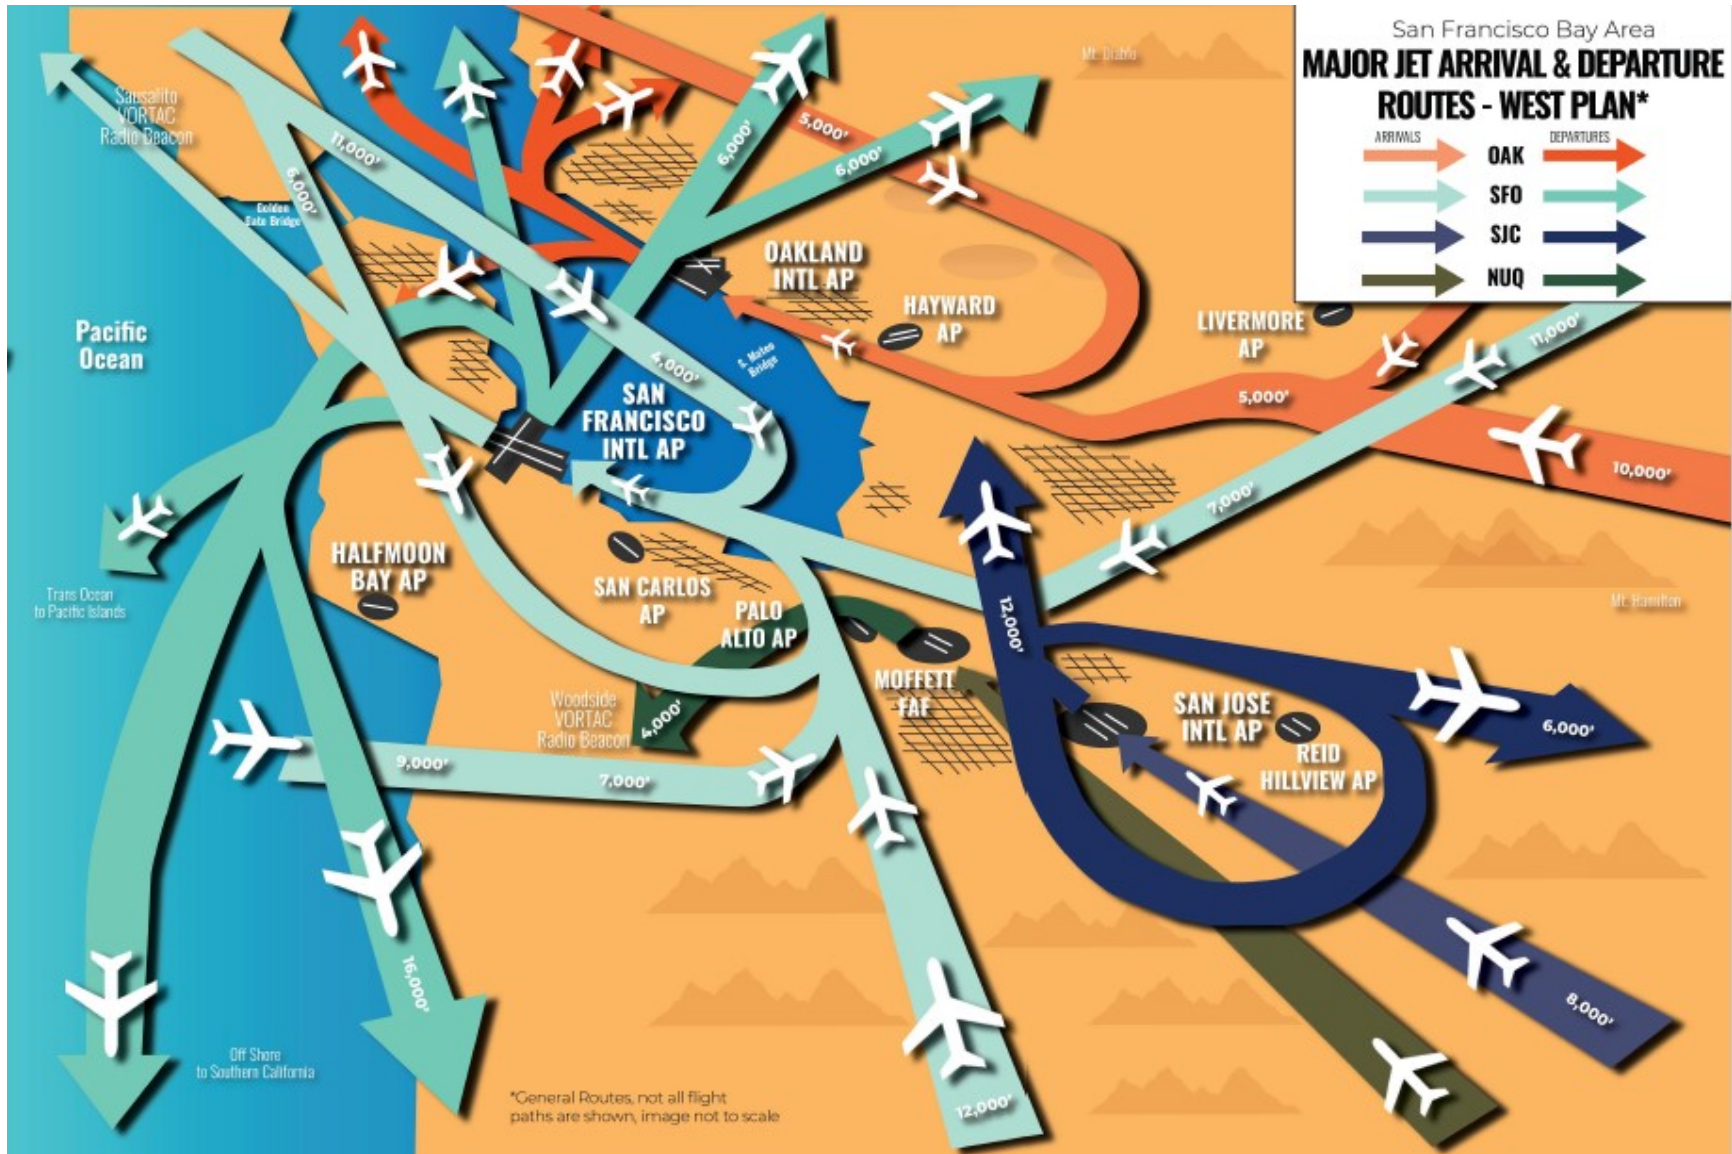 San Francisco Bay Area
MAJOR JET ARRIVAL & DEPARTURE
ROUTES - WEST PLAN*
ARRIVALS
DEPARTURES
OAK
SFO
SJC
NUQ
Mt. Diablo
Sausalito
VORTAC
Radio Beacon
11,000'
6,000'
5,000'
6,000'
6,000'
Golden
Gate Bridge
OAKLAND
INTL AP
HAYWARD
AP
LIVERMORE
AP
11,000'
Pacific
Ocean
S. Mateo
Bridge
4,000'
SAN
FRANCISCO
INTL AP
5,000'
10,000'
7,000'
HALFMOON
BAY AP
SAN CARLOS
AP
PALO
ALTO AP
Trans Ocean
to Pacific Islands
Mt. Hamilton
12,000'
MOFFETT
FAF
Woodside
VORTAC
Radio Beacon
4,000'
SAN JOSE
INTL AP
REID
HILLVIEW AP
6,000'
9,000'
7,000'
16,000'
8,000'
Off Shore
to Southern California
*General Routes, not all flight
paths are shown, image not to scale
12,000'